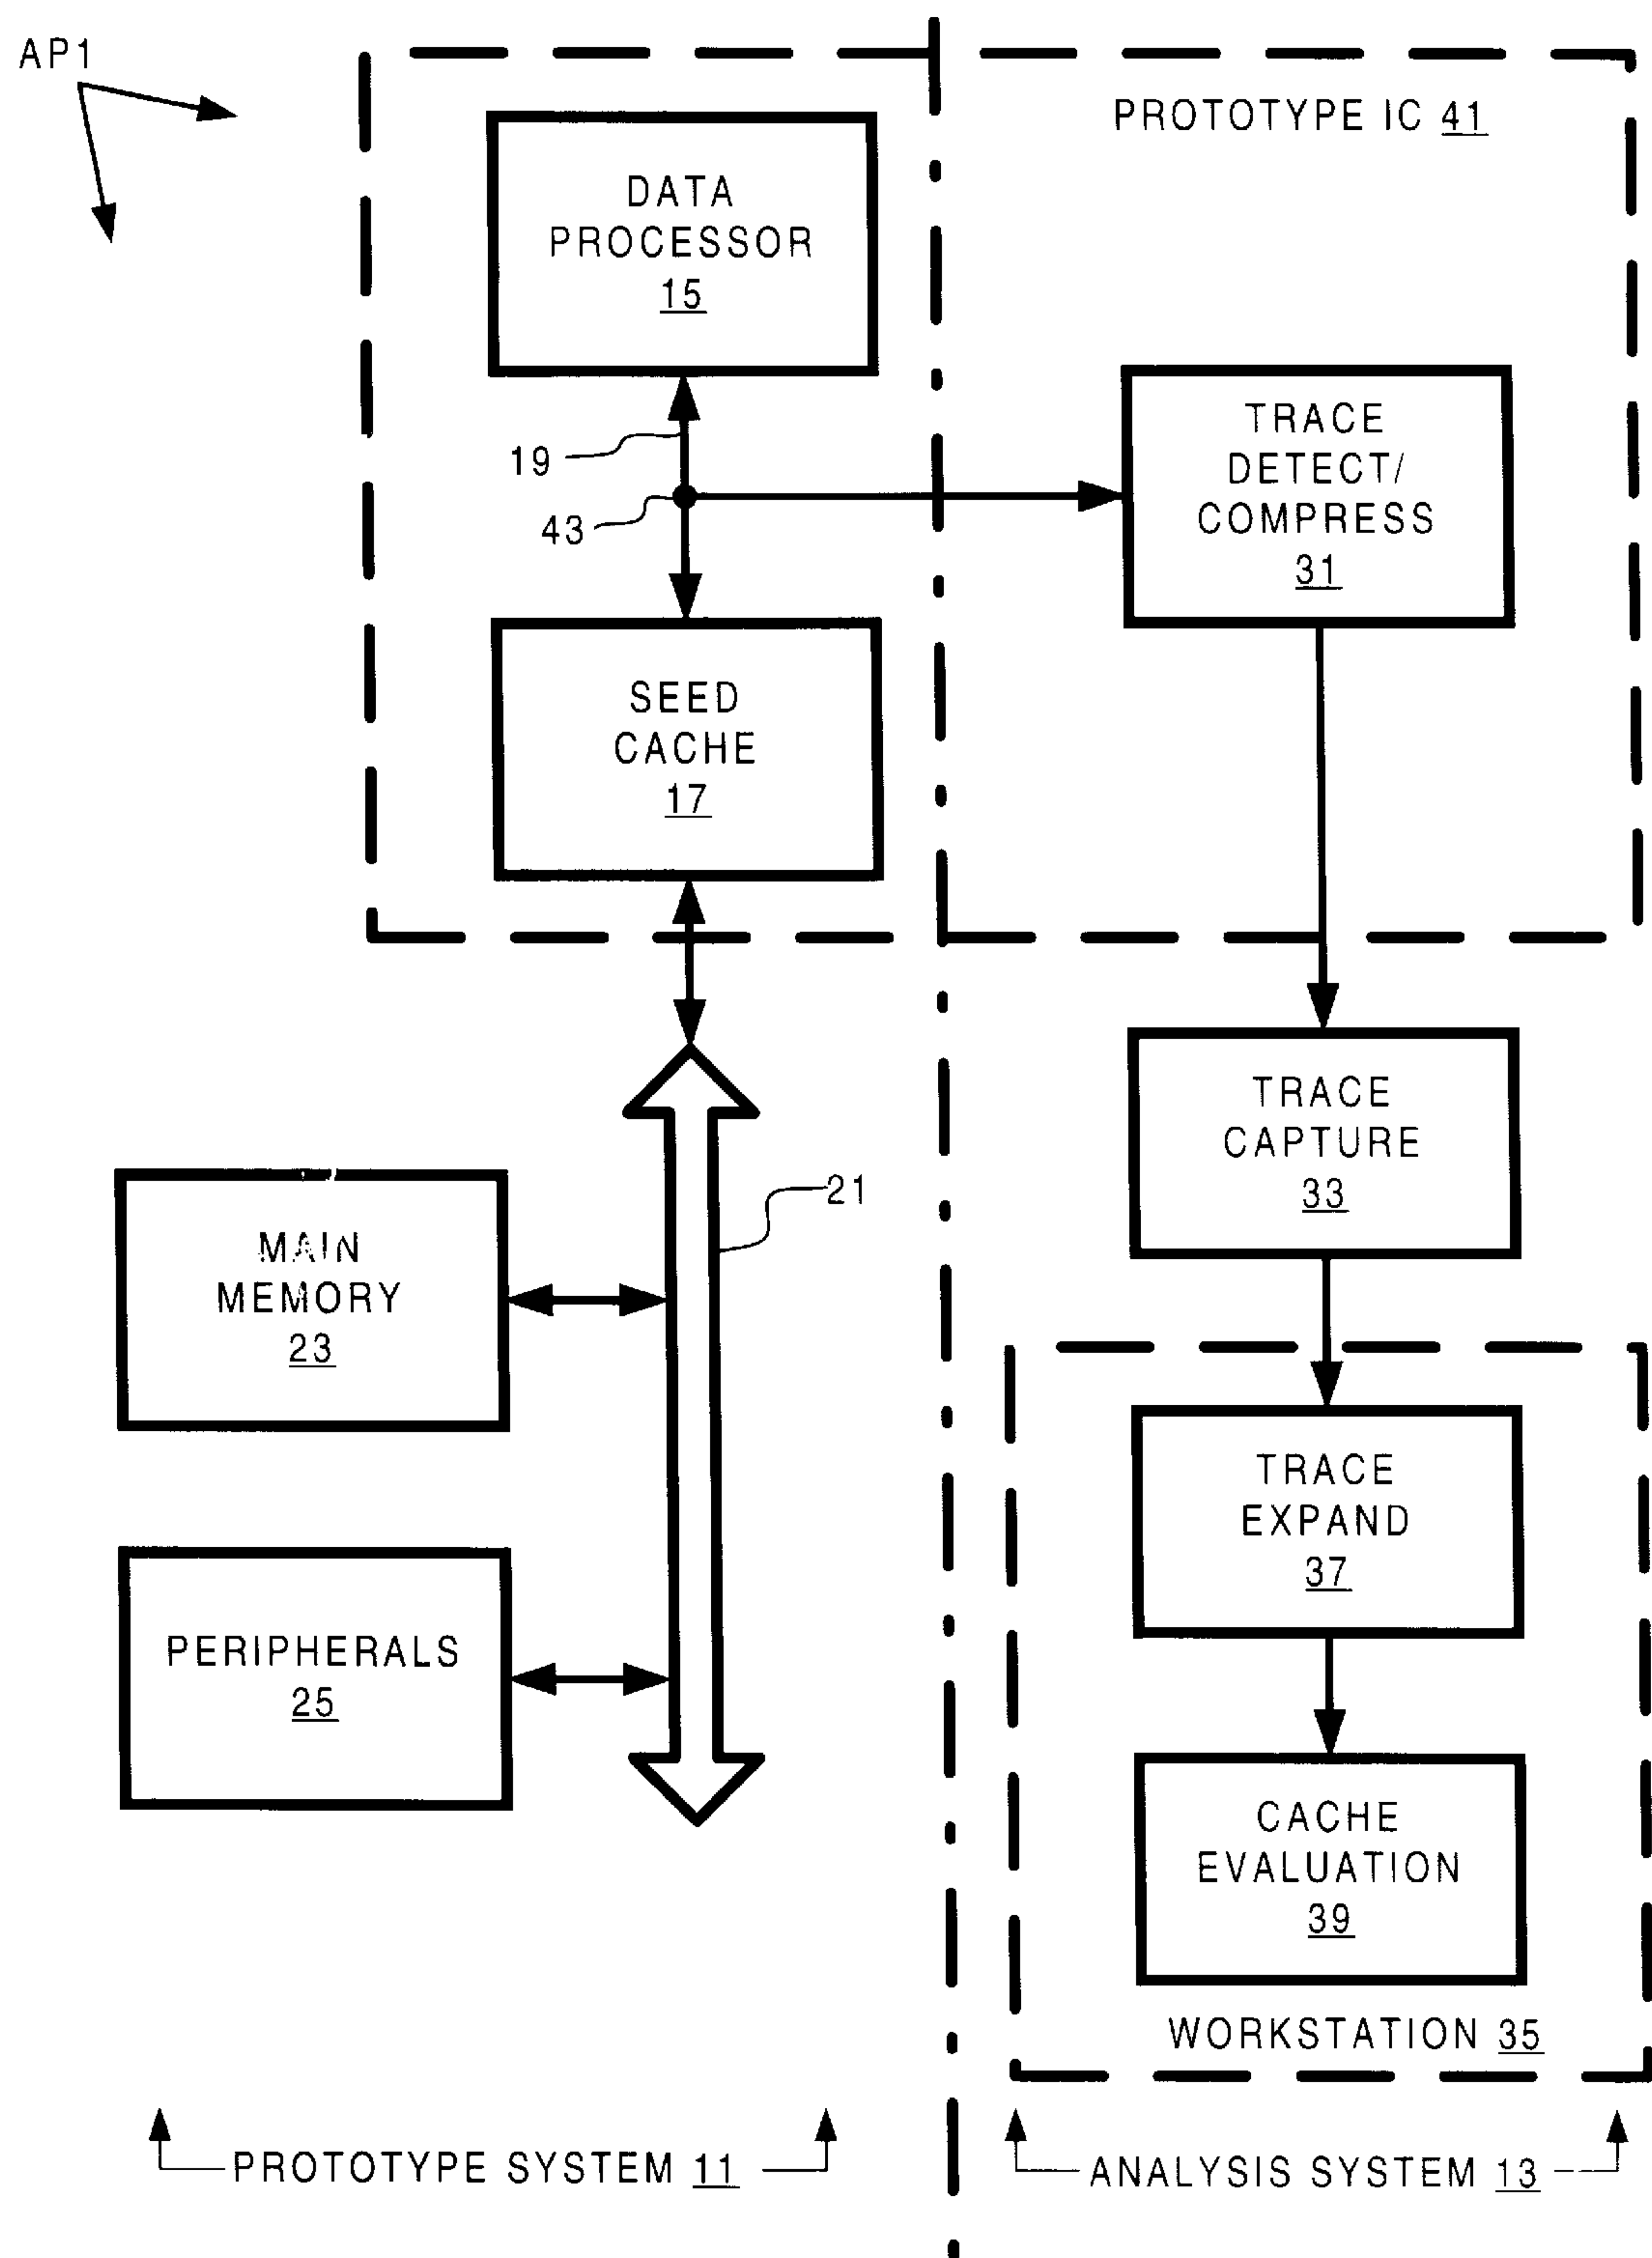 AP1
PROTOTYPE IC 41
DATA
PROCESSOR
15
19
43
TRACE
DETECT/
COMPRESS
31
SEED
CACHE
17
TRACE
CAPTURE
33
21
MAIN
MEMORY
23
TRACE
EXPAND
37
PERIPHERALS
25
CACHE
EVALUATION
39
WORKSTATION 35
PROTOTYPE SYSTEM 11
ANALYSIS SYSTEM 13